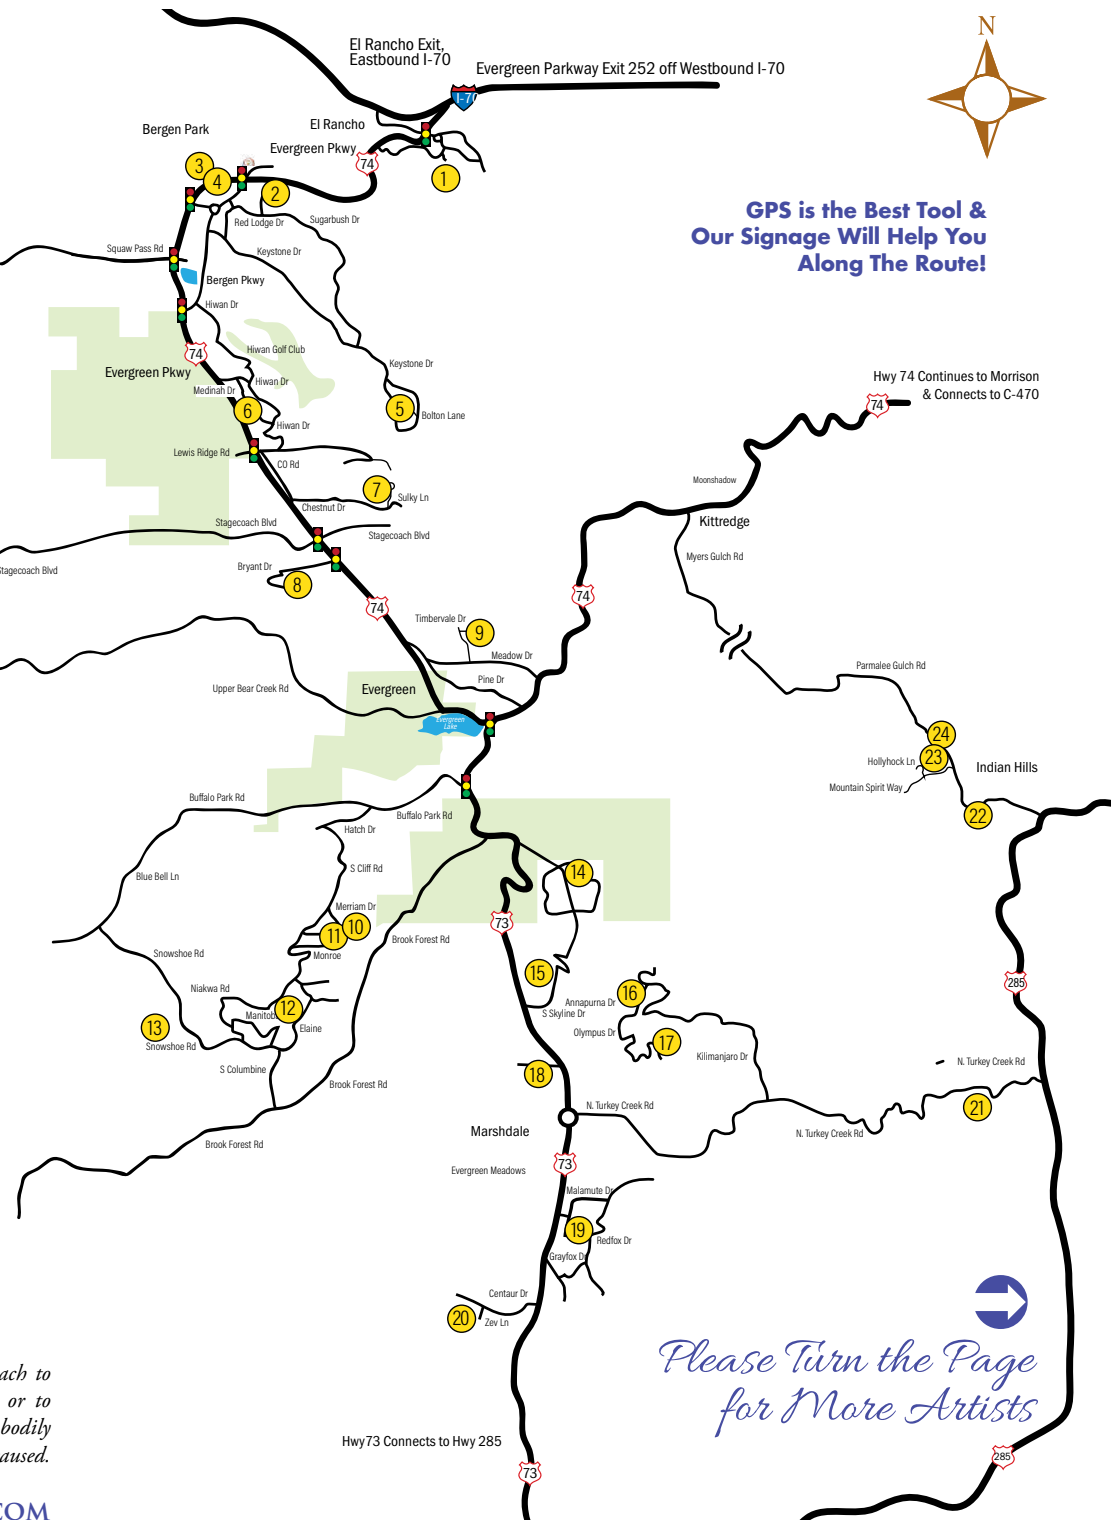 N
El Rancho Exit,
Eastbound I-70
Evergreen Parkway Exit 252 off Westbound I-70
I-70
El Rancho
Bergen Park
Evergreen Pkwy
74
1
3
4
2
GPS is the Best Tool &
Our Signage Will Help You
Along The Route!
Red Lodge Dr
Sugarbush Dr
Squaw Pass Rd
Keystone Dr
Bergen Pkwy
Hiwan Dr
74
Hiwan Golf Club
Evergreen Pkwy
Keystone Dr
Hwy 74 Continues to Morrison
& Connects to C-470
74
Medinah Dr
Hiwan Dr
6
5
Bolton Lane
Hiwan Dr
Lewis Ridge Rd
CO Rd
7
Sulky Ln
Chestnut Dr
Moonshadow
Kittredge
Stagecoach Blvd
Stagecoach Blvd
Stagecoach Blvd
Bryant Dr
8
Myers Gulch Rd
74
74
Timbervale Dr
9
Meadow Dr
Parmalee Gulch Rd
Pine Dr
Upper Bear Creek Rd
Evergreen
Evergreen
Lake
24
23
Hollyhock Ln
Indian Hills
Mountain Spirit Way
22
Buffalo Park Rd
Buffalo Park Rd
Hatch Dr
Blue Bell Ln
S Cliff Rd
14
Merriam Dr
11
10
73
Brook Forest Rd
Snowshoe Rd
Monroe
15
285
Niakwa Rd
16
Annapurna Dr
12
Manitob
S Skyline Dr
13
Elaine
Olympus Dr
17
Snowshoe Rd
Kilimanjaro Dr
S Columbine
18
N. Turkey Creek Rd
Brook Forest Rd
21
N. Turkey Creek Rd
Marshdale
N. Turkey Creek Rd
Brook Forest Rd
Evergreen Meadows
73
Malamute Dr
19
Redfox Dr
Grayfox Dr
Centaur Dr
20
Zev Ln
Please Turn the Page
for More Artists
ach to
or to
bodily
aused.
Hwy73 Connects to Hwy 285
73
285
COM